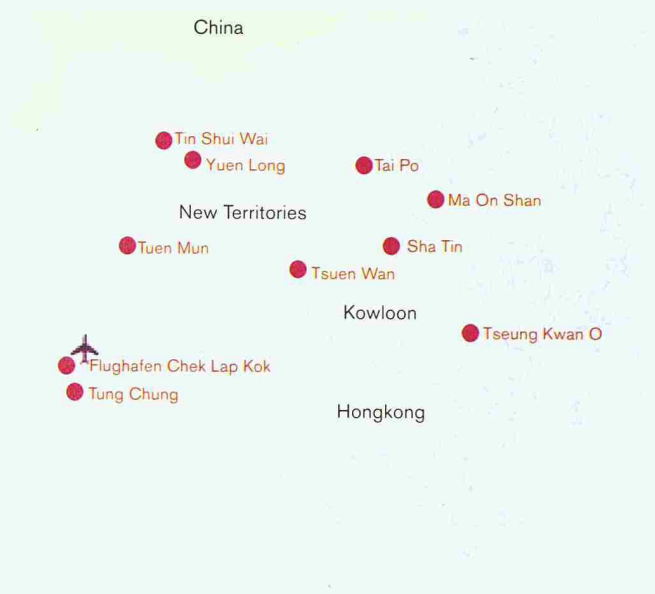 China
Tin Shui Wai
Yuen Long
Tai Po
Ma On Shan
New Territories
Tuen Mun
Sha Tin
Tsuen Wan
Kowloon
Tseung Kwan O
Flughafen Chek Lap Kok
Tung Chung
Hongkong